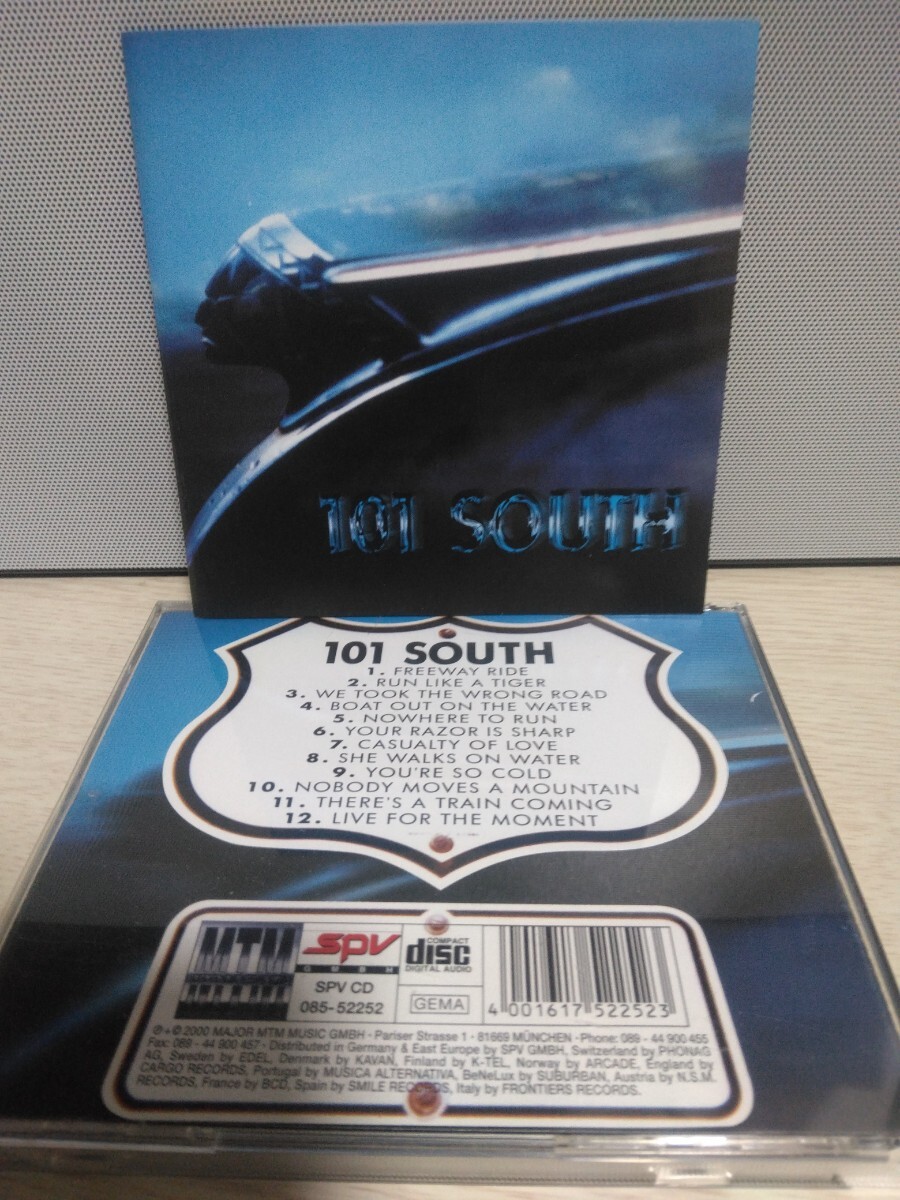 101 SOUTH
101 SOUTH
1. FREEWAY RIDE
2. RUN LIKE A TIGER
3. WE TOOK THE WRONG ROAD
4. BOAT OUT ON THE WATER
5. NOWHERE TO RUN
6. YOUR RAZOR IS SHARP
7. CASUALTY OF LOVE
8. SHE WALKS ON WATER
9. YOU'RE SO COLD
10. NOBODY MOVES A MOUNTAIN
11. THERE'S A TRAIN COMING
12. LIVE FOR THE MOMENT
MTM
SPV
GMBH
SPV CD
085-52252
COMPACT
disc
DIGITAL AUDIO
GEMA
4 001617 522523
℗+© 2000 MAJOR MTM MUSIC GMBH · Pariser Strasse 1 · 81669 MÜNCHEN · Phone: 089 - 44 900 455
Fax: 089 - 44 900 457 · Distributed in Germany & East Europe by SPV GMBH, Switzerland by PHONAG
AG, Sweden by EDEL, Denmark by KAVAN, Finland by K-TEL, Norway by ARCADE, England by
CARGO RECORDS, Portugal by MUSICA ALTERNATIVA, BeNeLux by SUBURBAN, Austria by N.S.M.
RECORDS, France by BCD, Spain by SMILE RECORDS, Italy by FRONTIERS RECORDS.